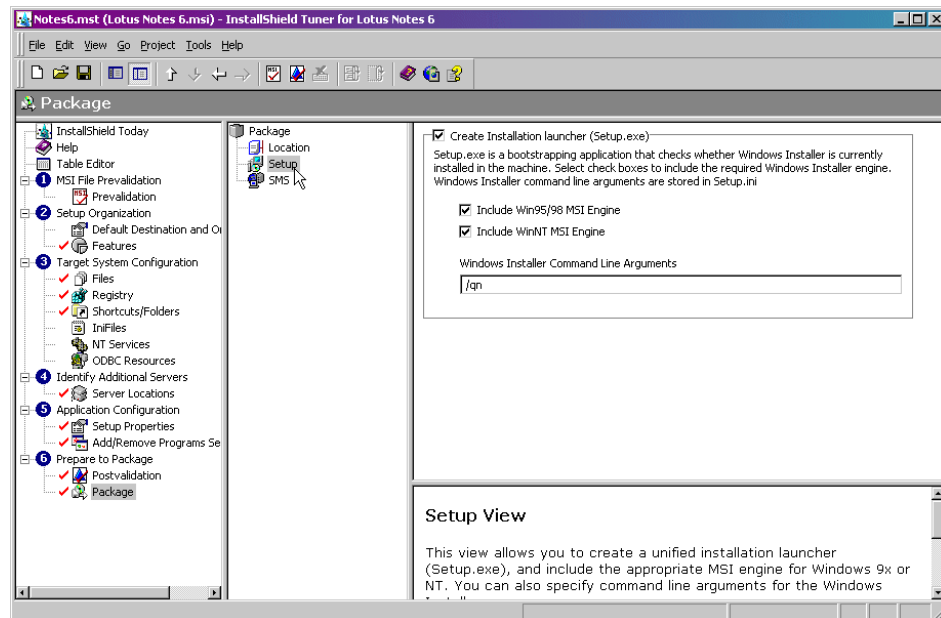 Notes6.mst (Lotus Notes 6.msi) - InstallShield Tuner for Lotus Notes 6
File Edit View Go Project Tools Help
Package
InstallShield Today
Help
Table Editor
1 MSI File Prevalidation
Prevalidation
2 Setup Organization
Default Destination and Or
Features
3 Target System Configuration
Files
Registry
Shortcuts/Folders
IniFiles
NT Services
ODBC Resources
4 Identify Additional Servers
Server Locations
5 Application Configuration
Setup Properties
Add/Remove Programs Se
6 Prepare to Package
Postvalidation
Package
Package
Location
Setup
SMS
Create Installation launcher (Setup.exe)
Setup.exe is a bootstrapping application that checks whether Windows Installer is currently
installed in the machine. Select check boxes to include the required Windows Installer engine.
Windows Installer command line arguments are stored in Setup.ini
Include Win95/98 MSI Engine
Include WinNT MSI Engine
Windows Installer Command Line Arguments
/qn
Setup View
This view allows you to create a unified installation launcher
(Setup.exe), and include the appropriate MSI engine for Windows 9x or
NT. You can also specify command line arguments for the Windows